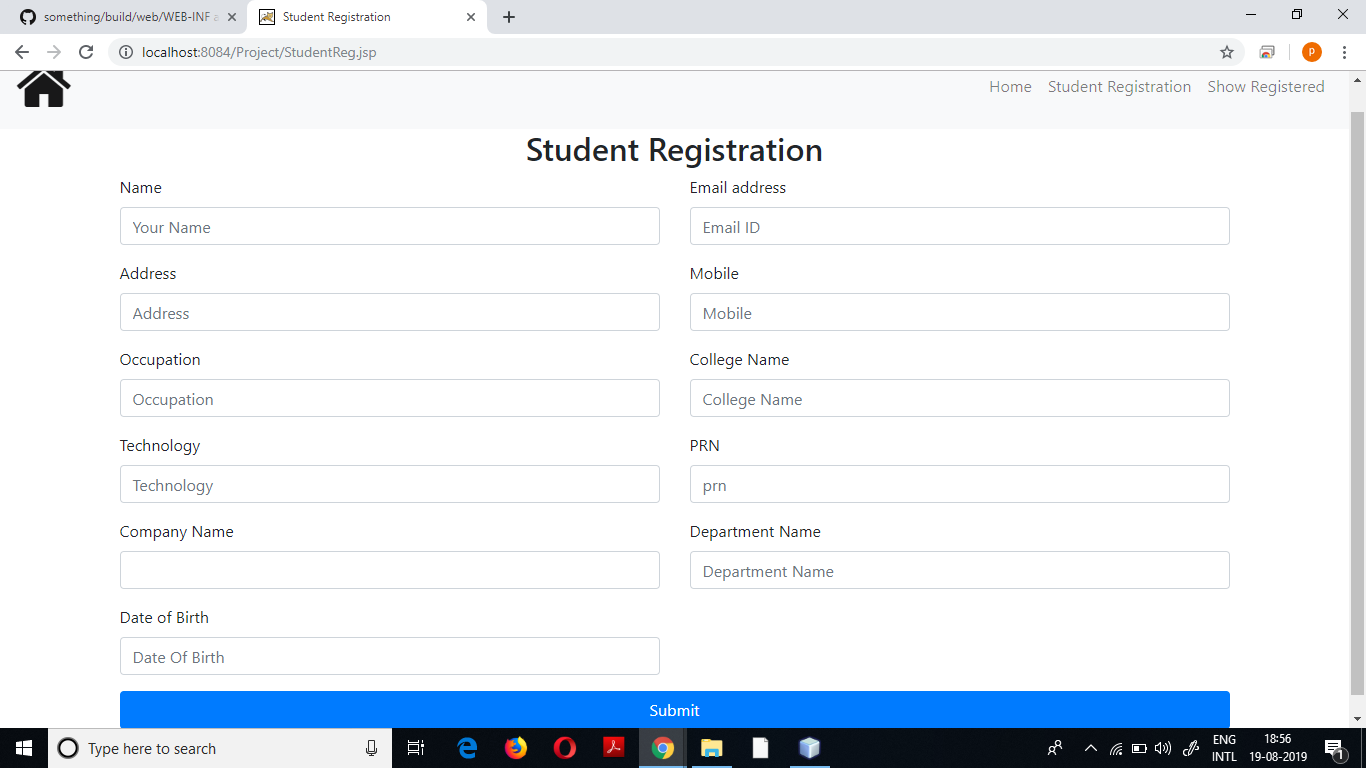 something/build/web/WEB-INF a
Student Registration
localhost:8084/Project/StudentReg.jsp
P
Home Student Registration Show Registered
Student Registration
Name Email address
Your Name Email ID
Address Mobile
Address Mobile
Occupation College Name
Occupation College Name
Technology PRN
Technology prn
Company Name Department Name
Department Name
Date of Birth
Date Of Birth
Submit
Type here to search
ENG 18:56
INTL 19-08-2019
1